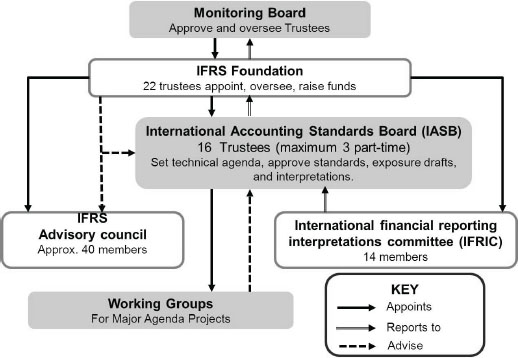 Monitoring Board
Approve and oversee Trustees
IFRS Foundation
22 trustees appoint, oversee, raise funds
International Accounting Standards Board (IASB)
16 Trustees (maximum 3 part-time)
Set technical agenda, approve standards, exposure drafts,
and interpretations.
IFRS
Advisory council
Approx. 40 members
International financial reporting
interpretations committee (IFRIC)
14 members
Working Groups
For Major Agenda Projects
KEY
Appoints
Reports to
Advise